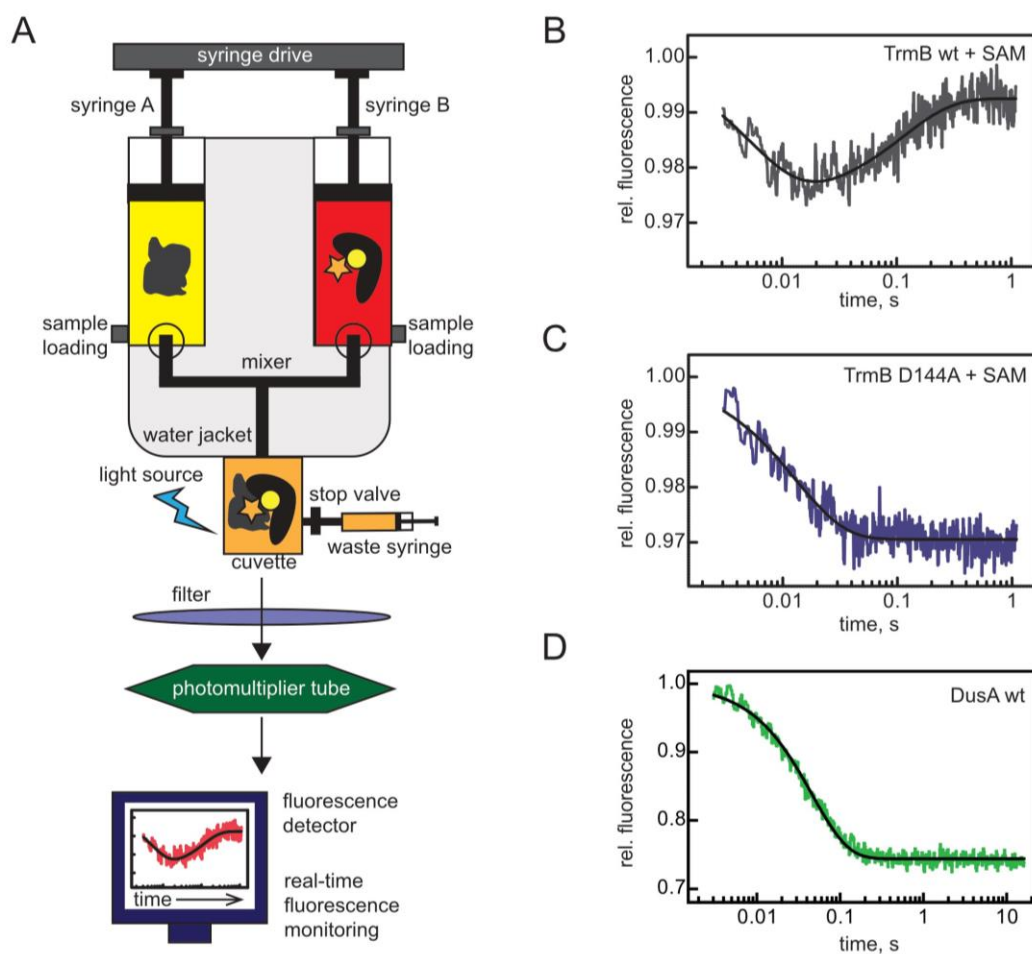 A
syringe drive
syringe A
syringe B
sample
loading
sample
loading
mixer
water jacket
light source
stop valve
waste syringe
cuvette
filter
photomultiplier tube
fluorescence
detector
time
real-time
fluorescence
monitoring
B
TrmB wt + SAM
1.00
0.99
0.98
0.97
rel. fluorescence
0.01
0.1
1
time, s
C
TrmB D144A + SAM
1.00
0.99
0.98
0.97
rel. fluorescence
0.01
0.1
1
time, s
D
DusA wt
1.0
0.9
0.8
0.7
rel. fluorescence
0.01
0.1
1
10
time, s